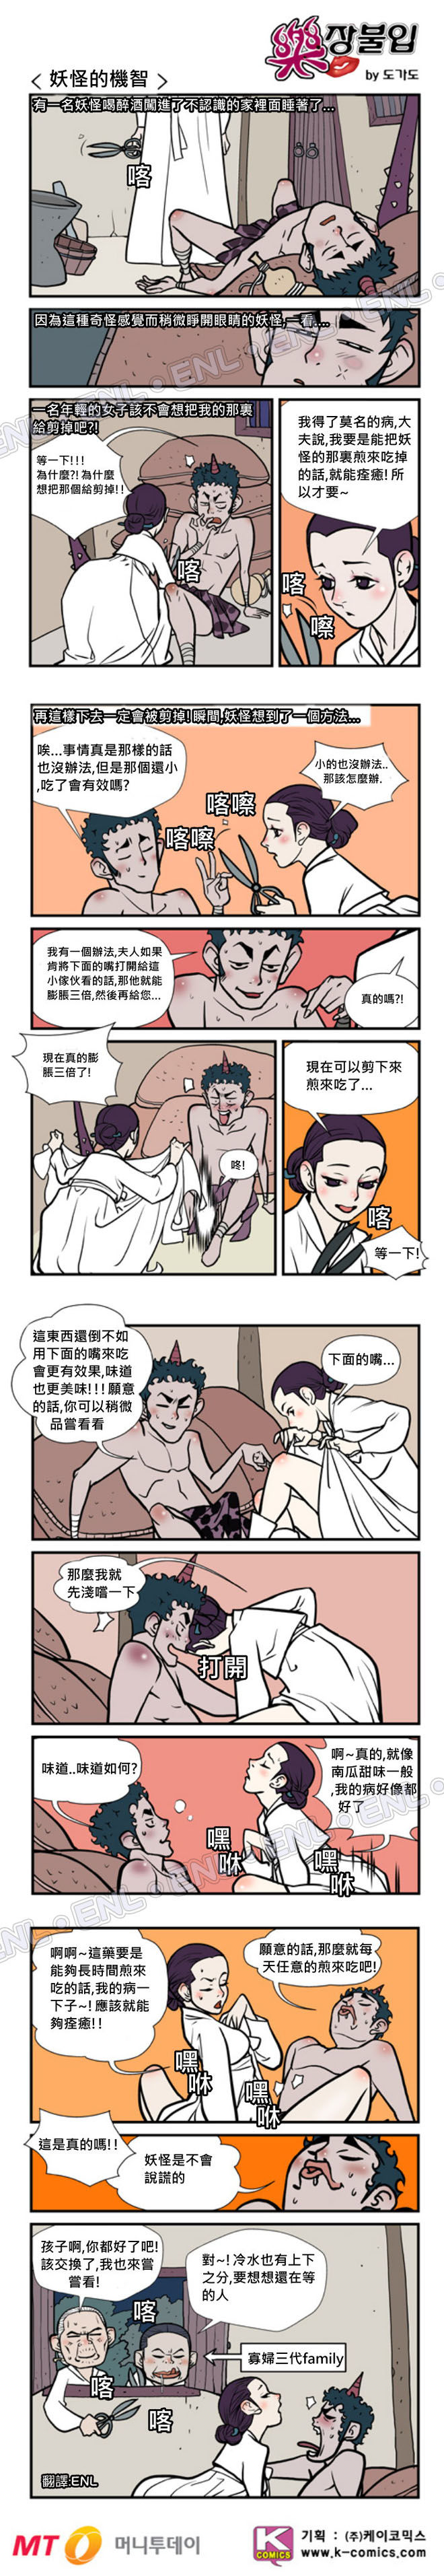 樂장불입
by 도가도
< 妖怪的機智 >
有一名妖怪喝醉酒闖進了不認識的家裡面睡著了...
喀
因為這種奇怪感覺而稍微睜開眼睛的妖怪,一看....
一名年輕的女子該不會想把我的那裏
給剪掉吧?!
等一下!!!
為什麼?! 為什麼
想把那個給剪掉!!
喀
我得了莫名的病,大
夫說,我要是能把妖
怪的那裏煎來吃掉
的話,就能痊癒! 所
以才要~
喀
嚓
再這樣下去一定會被剪掉! 瞬間,妖怪想到了一個方法...
唉...事情真是那樣的話
也沒辦法,但是那個還小
,吃了會有效嗎?
小的也沒辦法..
那該怎麼辦.
喀嚓
喀嚓
我有一個辦法,夫人如果
肯將下面的嘴打開給這
小傢伙看的話,那他就能
膨脹三倍,然後再給您...
真的嗎?!
現在真的膨
脹三倍了!
咚!
現在可以剪下來
煎來吃了...
喀
等一下!
這東西還倒不如
用下面的嘴來吃
會更有效果,味道
也更美味!!! 願意
的話,你可以稍微
品嘗看看
下面的嘴...
那麼我就
先淺嚐一下
打開
味道..味道如何?
啊~真的,就像
南瓜甜味一般
,我的病好像都
好了
嘿
咻
嘿
咻
啊啊~這藥要是
能夠長時間煎來
吃的話,我的病一
下子~! 應該就能
夠痊癒!!
願意的話,那麼就每
天任意的煎來吃吧!
嘿
咻
嘿
咻
這是真的嗎!!
妖怪是不會
說謊的
孩子啊,你都好了吧!
該交換了,我也來嘗
嘗看!
對~! 冷水也有上下
之分,要想想還在等
的人
喀
寡婦三代family
喀
喀
翻譯:ENL
MT 머니투데이
K COMICS
기획 : (주)케이코믹스
www.k-comics.com